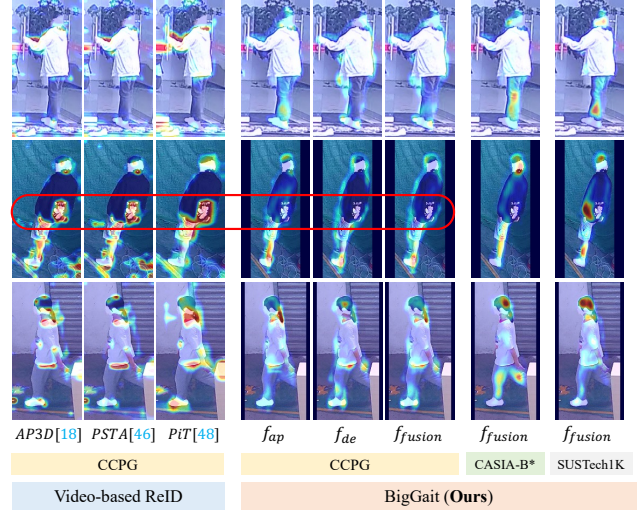 AP3D[18] PSTA[46] PiT[48] f_ap f_de f_fusion f_fusion f_fusion
CCPG CCPG CASIA-B* SUSTech1K
Video-based ReID BigGait (Ours)